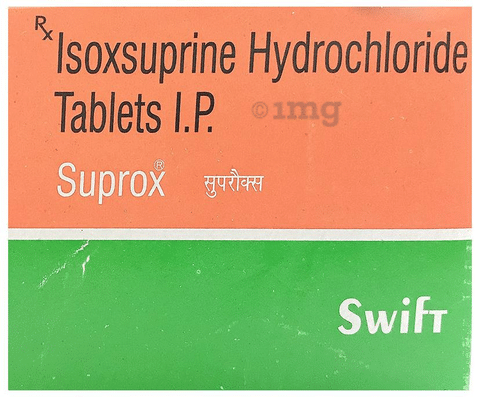 Rx Isoxsuprine Hydrochloride
Tablets I.P.
©1mg
Suprox® सुपरौक्स
Swift